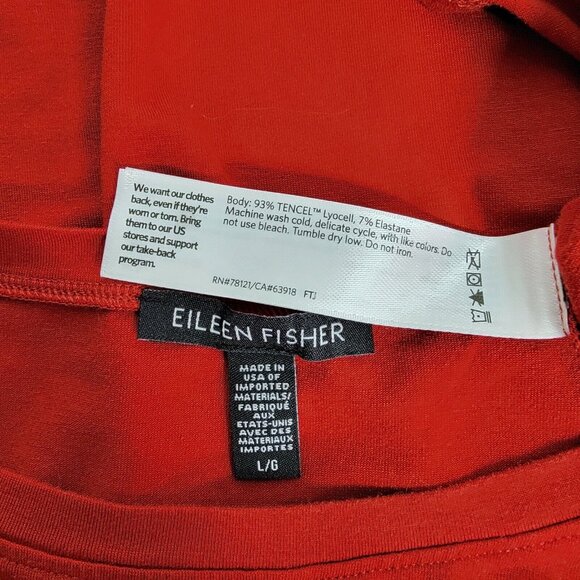 We want our clothes
back, even if they're
worn or torn. Bring
them to our US
stores and support
our take-back
program.
Body: 93% TENCEL™ Lyocell, 7% Elastane
Machine wash cold, delicate cycle, with like colors. Do
not use bleach. Tumble dry low. Do not iron.
RN#78121/CA#63918 FTJ
EILEEN FISHER
MADE IN
USA OF
IMPORTED
MATERIALS/
FABRIQUÉ
AUX
ETATS-UNIS
AVEC DES
MATERIAUX
IMPORTES
L/G